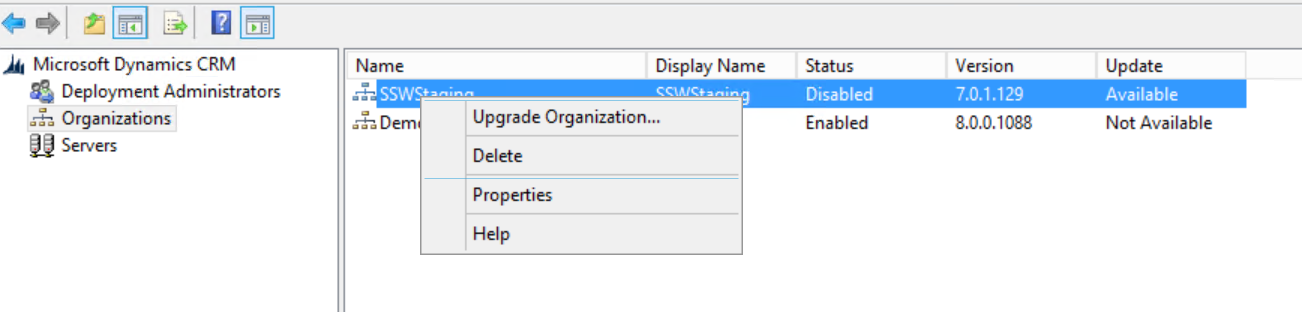 Microsoft Dynamics CRM
Deployment Administrators
Organizations
Servers
Name Display Name Status Version Update
SSWStaging SSWStaging Disabled 7.0.1.129 Available
Enabled 8.0.0.1088 Not Available
Upgrade Organization...
Delete
Properties
Help